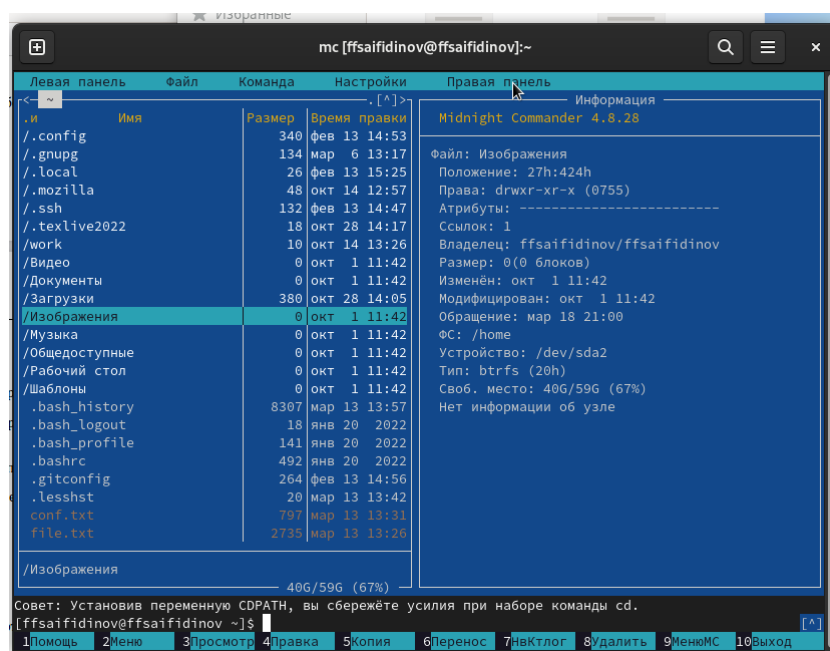 Избранные
mc [ffsaifidinov@ffsaifidinov]:~
Левая панель Файл Команда Настройки Правая панель
<— ~ .[^]>
.и Имя Размер Время правки
/.config 340 фев 13 14:53
/.gnupg 134 мар 6 13:17
/.local 26 фев 13 15:25
/.mozilla 48 окт 14 12:57
/.ssh 132 фев 13 14:47
/.texlive2022 18 окт 28 14:17
/work 10 окт 14 13:26
/Видео 0 окт 1 11:42
/Документы 0 окт 1 11:42
/Загрузки 380 окт 28 14:05
/Изображения 0 окт 1 11:42
/Музыка 0 окт 1 11:42
/Общедоступные 0 окт 1 11:42
/Рабочий стол 0 окт 1 11:42
/Шаблоны 0 окт 1 11:42
.bash_history 8307 мар 13 13:57
.bash_logout 18 янв 20 2022
.bash_profile 141 янв 20 2022
.bashrc 492 янв 20 2022
.gitconfig 264 фев 13 14:56
.lesshst 20 мар 13 13:42
conf.txt 797 мар 13 13:31
file.txt 2735 мар 13 13:26
/Изображения
40G/59G (67%)
Информация
Midnight Commander 4.8.28
Файл: Изображения
Положение: 27h:424h
Права: drwxr-xr-x (0755)
Атрибуты: -------------------------
Ссылок: 1
Владелец: ffsaifidinov/ffsaifidinov
Размер: 0(0 блоков)
Изменён: окт 1 11:42
Модифицирован: окт 1 11:42
Обращение: мар 18 21:00
ФС: /home
Устройство: /dev/sda2
Тип: btrfs (20h)
Своб. место: 40G/59G (67%)
Нет информации об узле
Совет: Установив переменную CDPATH, вы сбережёте усилия при наборе команды cd.
[ffsaifidinov@ffsaifidinov ~]$ [^]
1Помощь 2Меню 3Просмотр 4Правка 5Копия 6Перенос 7НвКтлог 8Удалить 9МенюMC 10Выход